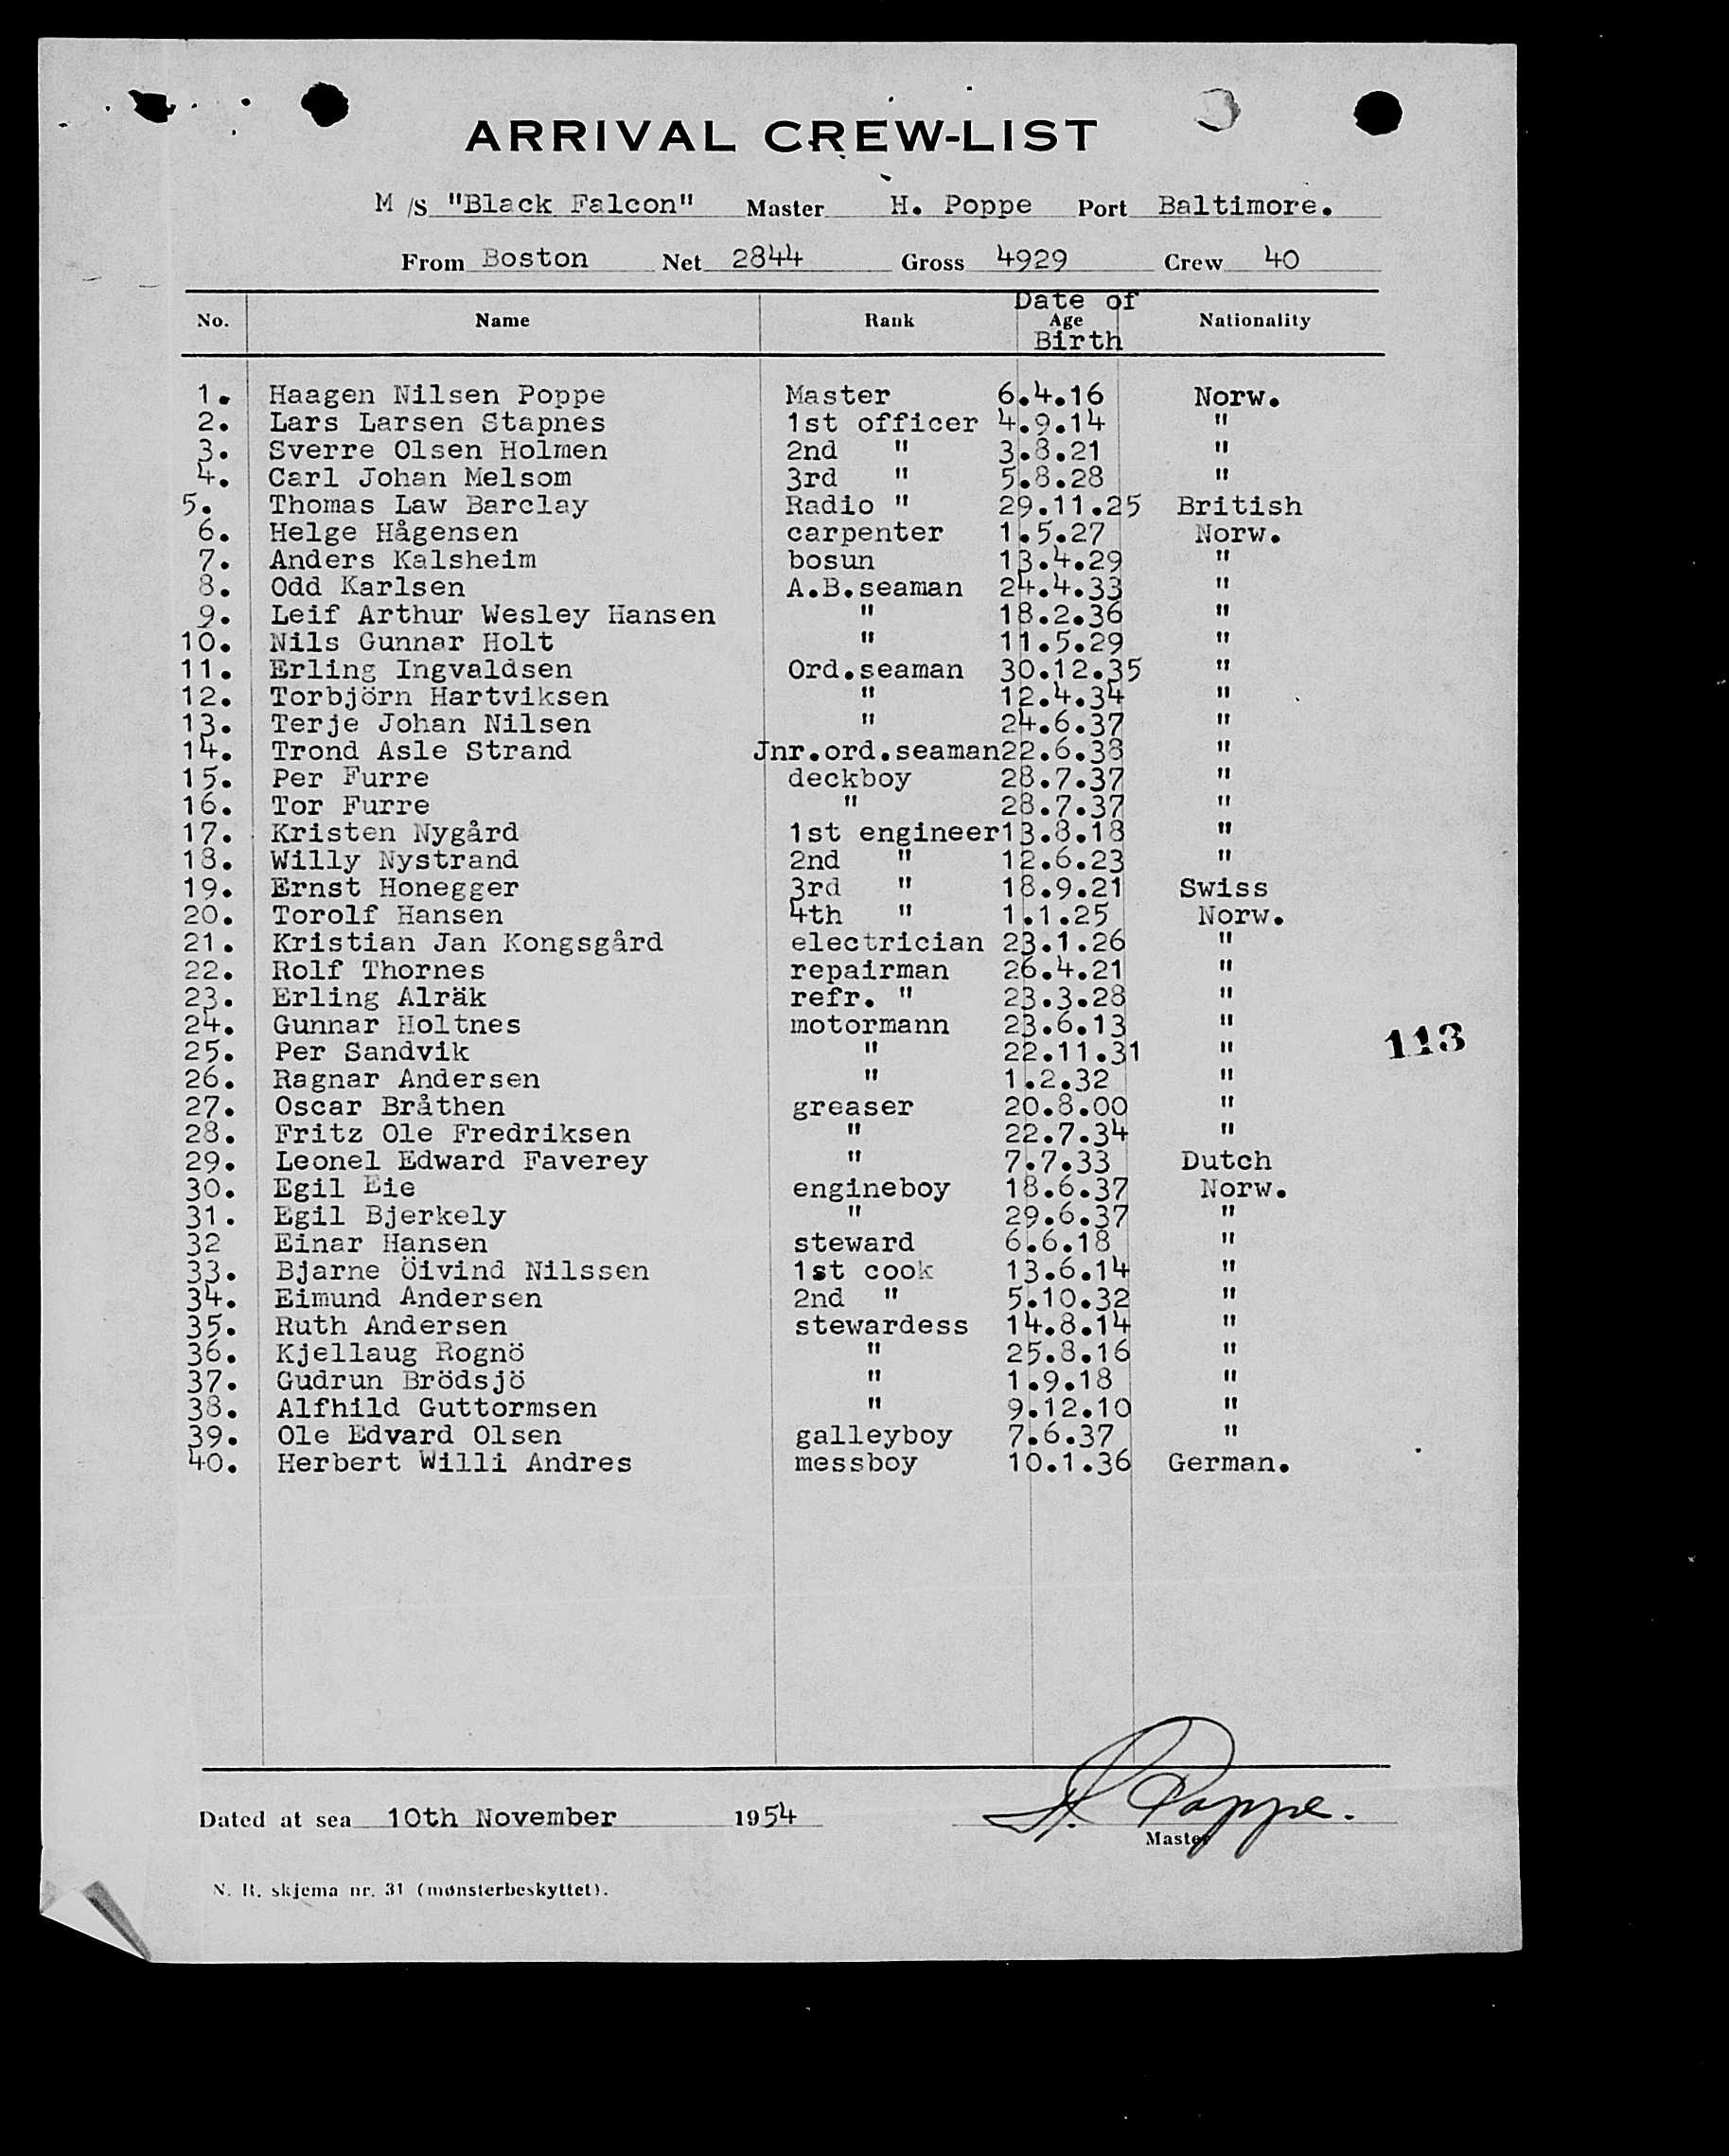 ARRIVAL CREW-LIST
M/S "Black Falcon" Master H. Poppe Port Baltimore.
From Boston Net 2844 Gross 4929 Crew 40
Date of
No. Name Rank Age Nationality
Birth
1. Haagen Nilsen Poppe Master 6.4.16 Norw.
2. Lars Larsen Stapnes 1st officer 4.9.14 "
3. Sverre Olsen Holmen 2nd " 3.8.21 "
4. Carl Johan Melsom 3rd " 5.8.28 "
5. Thomas Law Barclay Radio " 29.11.25 British
6. Helge Hågensen carpenter 1.5.27 Norw.
7. Anders Kalsheim bosun 13.4.29 "
8. Odd Karlsen A.B.seaman 24.4.33 "
9. Leif Arthur Wesley Hansen " 18.2.36 "
10. Nils Gunnar Holt " 11.5.29 "
11. Erling Ingvaldsen Ord.seaman 30.12.35 "
12. Torbjörn Hartviksen " 12.4.34 "
13. Terje Johan Nilsen " 24.6.37 "
14. Trond Asle Strand Jnr.ord.seaman 22.6.38 "
15. Per Furre deckboy 28.7.37 "
16. Tor Furre " 28.7.37 "
17. Kristen Nygård 1st engineer 13.8.18 "
18. Willy Nystrand 2nd " 12.6.23 "
19. Ernst Honegger 3rd " 18.9.21 Swiss
20. Torolf Hansen 4th " 1.1.25 Norw.
21. Kristian Jan Kongsgård electrician 23.1.26 "
22. Rolf Thornes repairman 26.4.21 "
23. Erling Alräk refr. " 23.3.28 "
24. Gunnar Holtnes motormann 23.6.13 "
113
25. Per Sandvik " 22.11.31 "
26. Ragnar Andersen " 1.2.32 "
27. Oscar Bråthen greaser 20.8.00 "
28. Fritz Ole Fredriksen " 22.7.34 "
29. Leonel Edward Faverey " 7.7.33 Dutch
30. Egil Eie engineboy 18.6.37 Norw.
31. Egil Bjerkely " 29.6.37 "
32 Einar Hansen steward 6.6.18 "
33. Bjarne Öivind Nilssen 1st cook 13.6.14 "
34. Eimund Andersen 2nd " 5.10.32 "
35. Ruth Andersen stewardess 14.8.14 "
36. Kjellaug Rognö " 25.8.16 "
37. Gudrun Brödsjö " 1.9.18 "
38. Alfhild Guttormsen " 9.12.10 "
39. Ole Edvard Olsen galleyboy 7.6.37 "
40. Herbert Willi Andres messboy 10.1.36 German.
Dated at sea 10th November 1954 H. Poppe.
Master
N. R. skjema nr. 31 (mønsterbeskyttet).